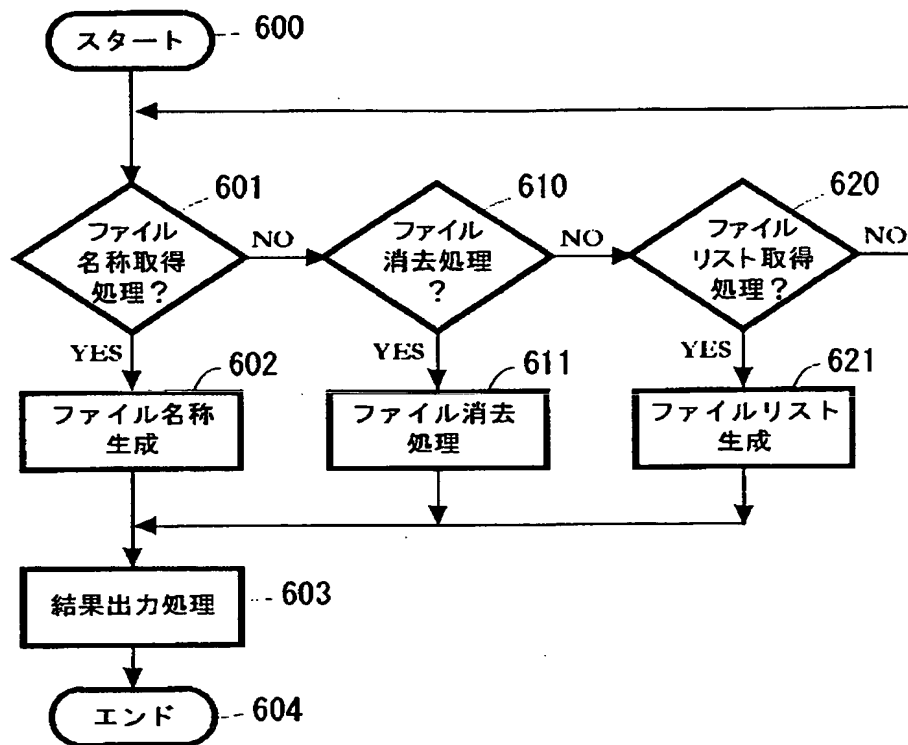 スタート
600
ファイル
名称取得
処理？
601
NO
ファイル
消去処理
？
610
NO
ファイル
リスト取得
処理？
620
NO
YES
YES
YES
602
ファイル名称
生成
611
ファイル消去
処理
621
ファイルリスト
生成
結果出力処理
603
エンド
604